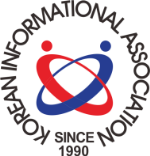 KOREAN INFORMATIONAL ASSOCIATION
SINCE
1990